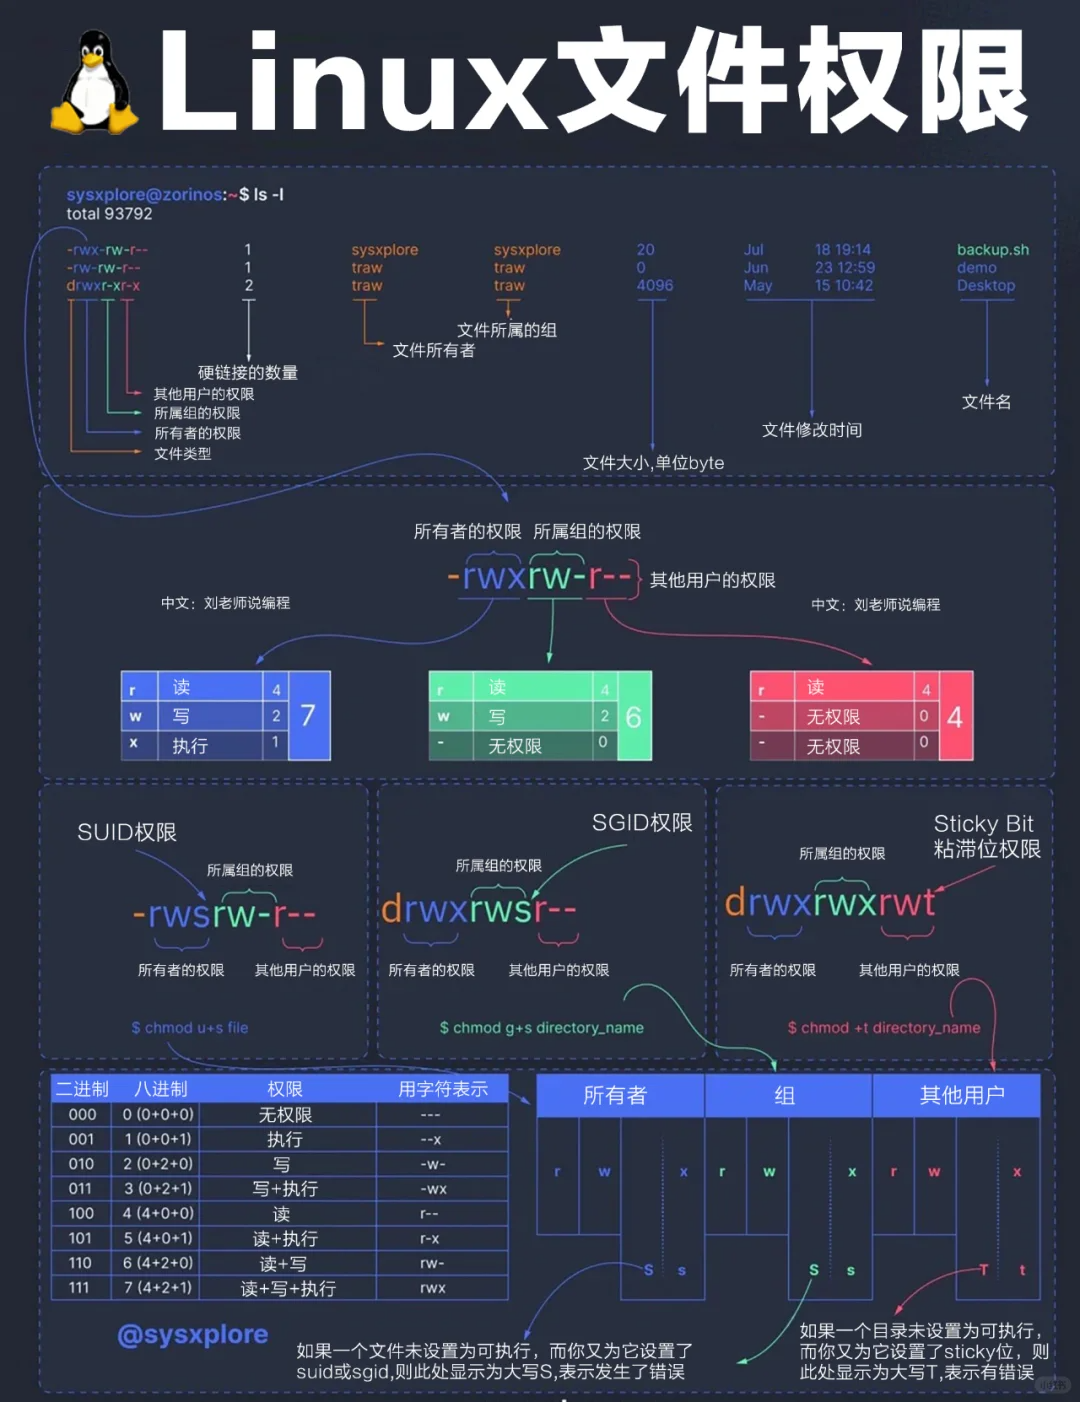 Linux文件权限
sysxplore@zorinos:~$ ls -l
total 93792
-rwx-rw-r-- 1 sysxplore sysxplore 20 Jul 18 19:14 backup.sh
-rw-rw-r-- 1 traw traw 0 Jun 23 12:59 demo
drwxr-xr-x 2 traw traw 4096 May 15 10:42 Desktop
文件所属的组
文件所有者
硬链接的数量
其他用户的权限
所属组的权限
所有者的权限
文件类型
文件名
文件修改时间
文件大小,单位byte
所有者的权限 所属组的权限
-rwxrw-r-- 其他用户的权限
中文：刘老师说编程 中文：刘老师说编程
r 读 4
w 写 2
x 执行 1
7
r 读 4
w 写 2
- 无权限 0
6
r 读 4
- 无权限 0
- 无权限 0
4
SUID权限
所属组的权限
-rwsrw-r--
所有者的权限 其他用户的权限
$ chmod u+s file
SGID权限
所属组的权限
drwxrwsr--
所有者的权限 其他用户的权限
$ chmod g+s directory_name
Sticky Bit
粘滞位权限
所属组的权限
drwxrwxrwt
所有者的权限 其他用户的权限
$ chmod +t directory_name
二进制 八进制 权限 用字符表示
000 0 (0+0+0) 无权限 ---
001 1 (0+0+1) 执行 --x
010 2 (0+2+0) 写 -w-
011 3 (0+2+1) 写+执行 -wx
100 4 (4+0+0) 读 r--
101 5 (4+0+1) 读+执行 r-x
110 6 (4+2+0) 读+写 rw-
111 7 (4+2+1) 读+写+执行 rwx
所有者 组 其他用户
r w x r w x r w x
S s S s T t
@sysxplore
如果一个文件未设置为可执行，而你又为它设置了
suid或sgid,则此处显示为大写S,表示发生了错误
如果一个目录未设置为可执行，
而你又为它设置了sticky位，则
此处显示为大写T,表示有错误